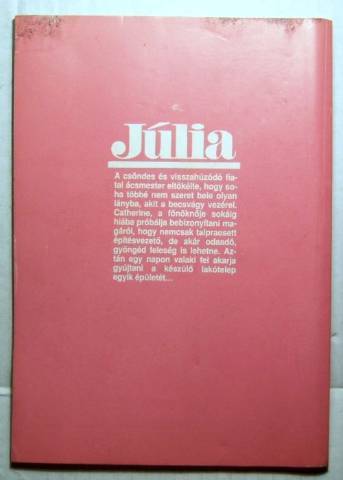 Júlia
A csöndes és visszahúzódó fia-
tal ácsmester eltökélte, hogy so-
ha többé nem szeret bele olyan
lányba, akit a becsvágy vezérel.
Catherine, a főnöknője sokáig
hiába próbálja bebizonyítani ma-
gáról, hogy nemcsak talpraesett
építésvezető, de akár odaadó,
gyöngéd feleség is lehetne. Az-
tán egy napon valaki fel akarja
gyújtani a készülő lakótelep
egyik épületét...